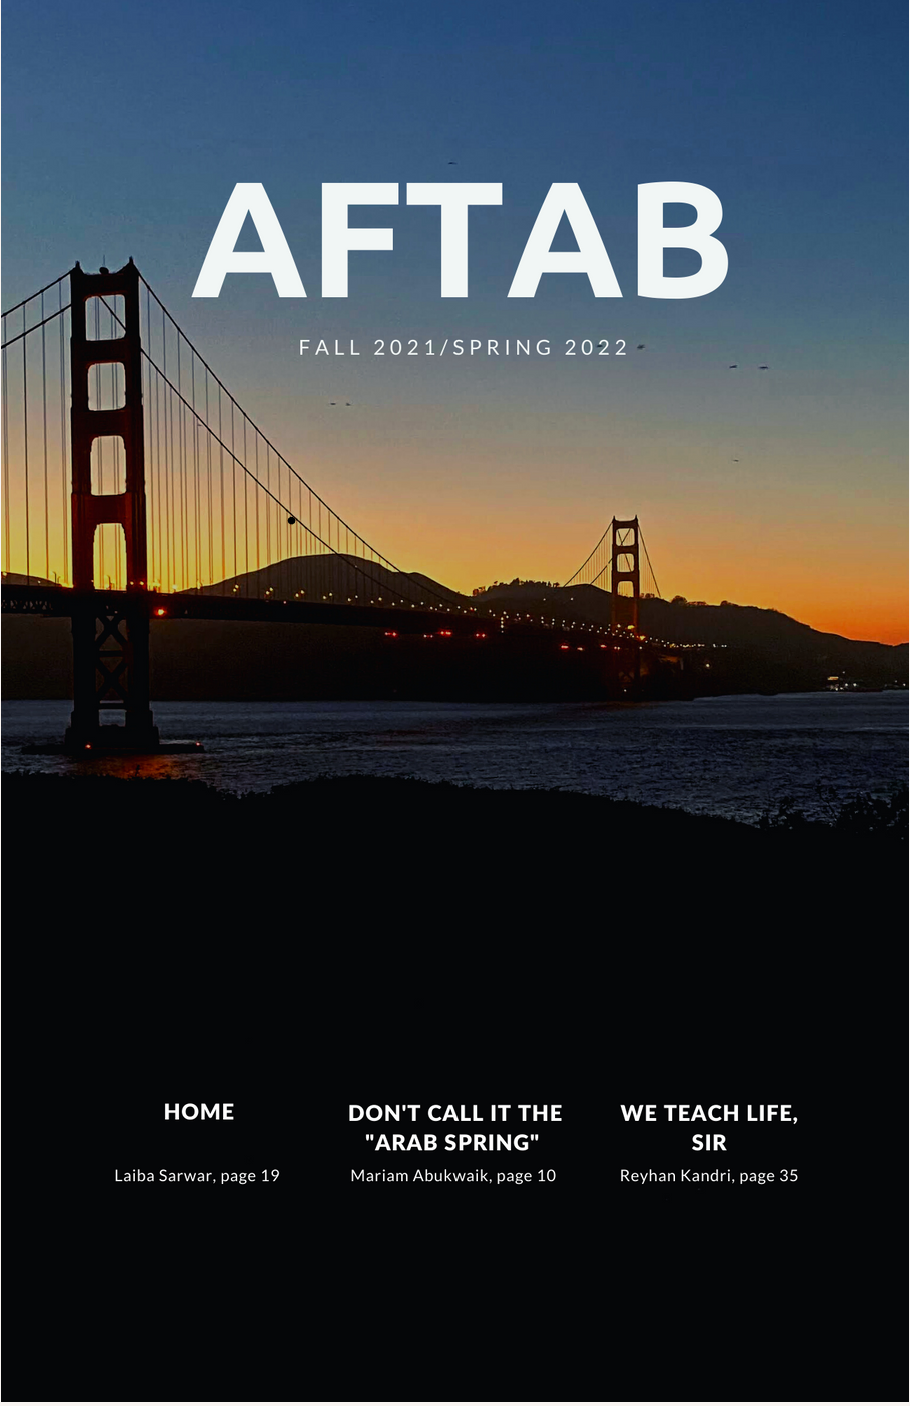 AFTAB
FALL 2021/SPRING 2022
HOME
Laiba Sarwar, page 19
DON'T CALL IT THE
"ARAB SPRING"
Mariam Abukwaik, page 10
WE TEACH LIFE,
SIR
Reyhan Kandri, page 35